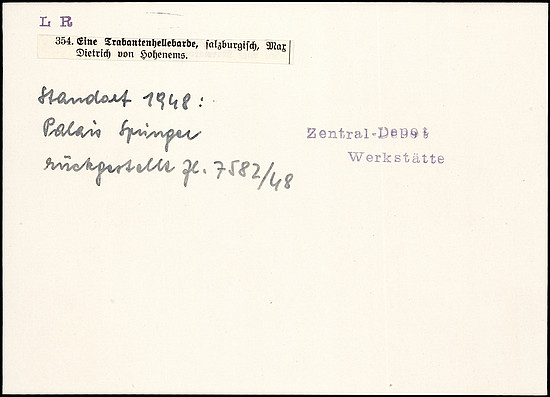 L R
354. Eine Trabantenhellebarde, salzburgisch, Max
Dietrich von Hohenems.
Standort 1948:
Palais Springer
rückgestellt Zl. 7582/48
Zentral-Depot
Werkstätte